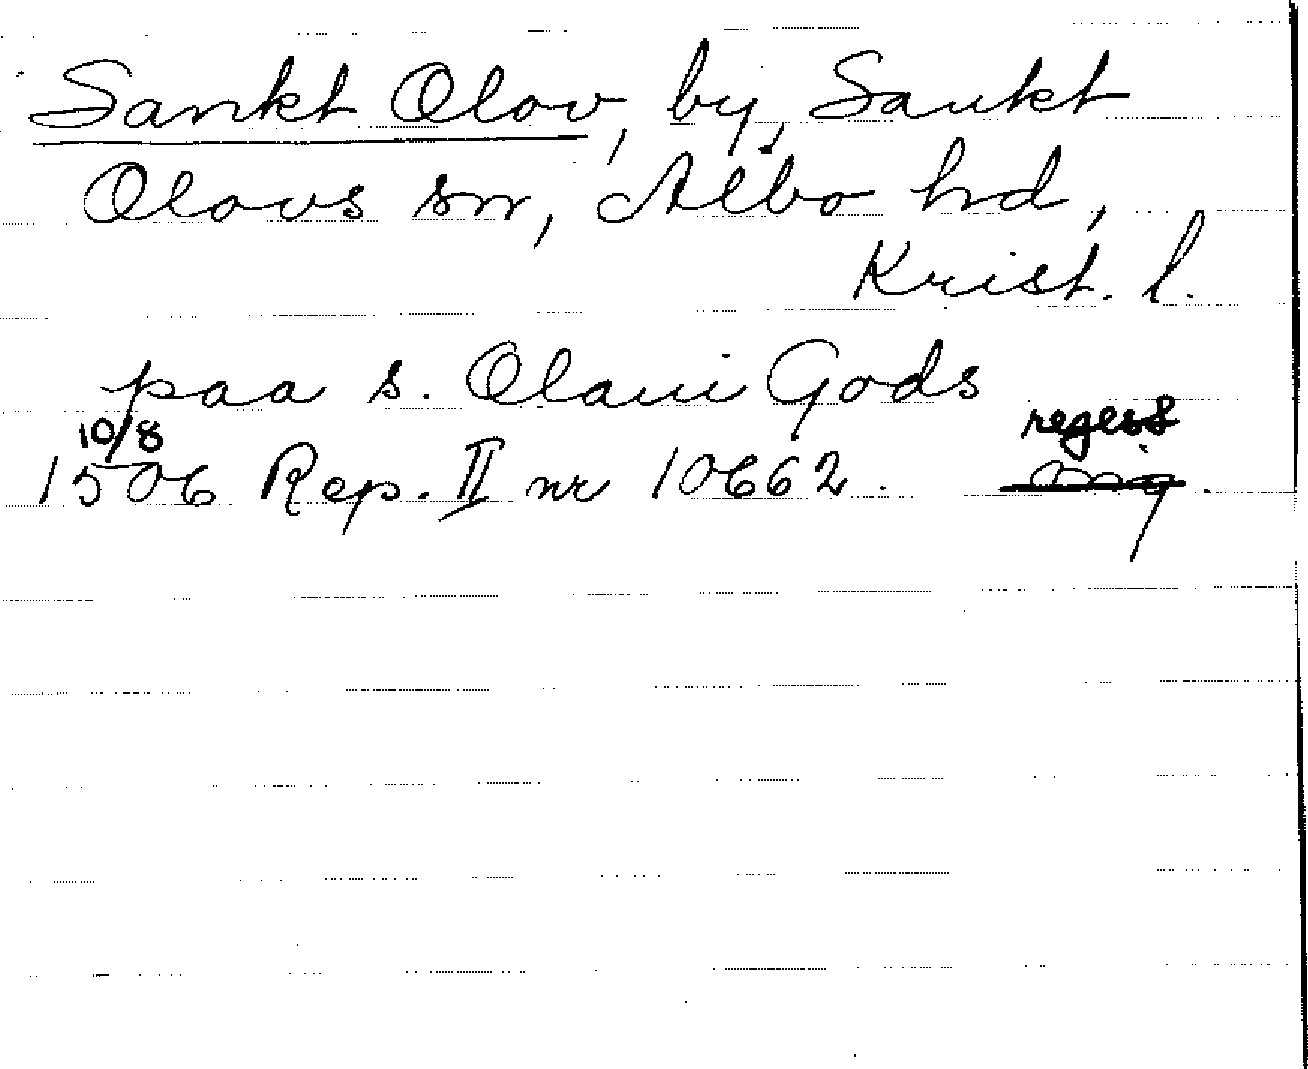 Sankt Olov, by, Sankt
Olovs sn, Albo hd,
Krist. l.
paa s. Olaui Gods
10/8 regest
1506 Rep. II nr 10662.